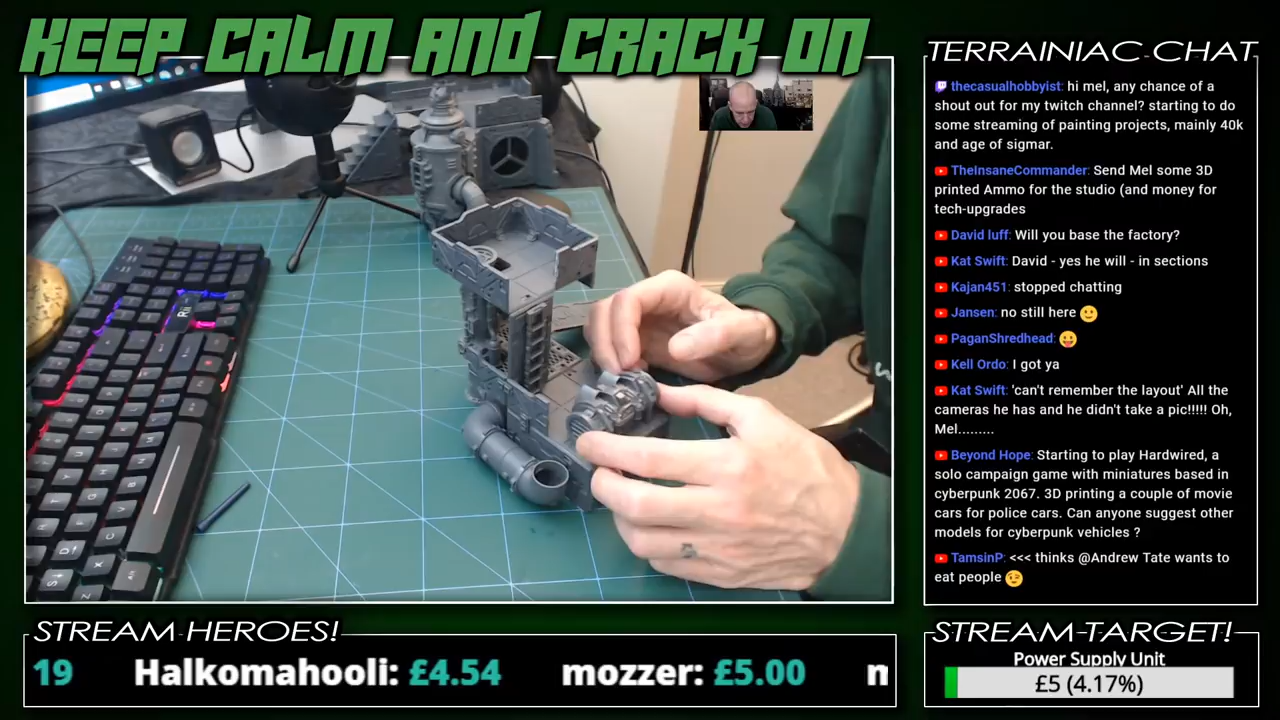 KEEP CALM AND CRACK ON
TERRAINIAC CHAT
thecasualhobbyist: hi mel, any chance of a
shout out for my twitch channel? starting to do
some streaming of painting projects, mainly 40k
and age of sigmar.
TheInsaneCommander: Send Mel some 3D
printed Ammo for the studio (and money for
tech-upgrades
David luff: Will you base the factory?
Kat Swift: David - yes he will - in sections
Kajan451: stopped chatting
Jansen: no still here 🙂
PaganShredhead: 😛
Kell Ordo: I got ya
Kat Swift: 'can't remember the layout' All the
cameras he has and he didn't take a pic!!!!! Oh,
Mel.........
Beyond Hope: Starting to play Hardwired, a
solo campaign game with miniatures based in
cyberpunk 2067. 3D printing a couple of movie
cars for police cars. Can anyone suggest other
models for cyberpunk vehicles ?
TamsinP: <<< thinks @Andrew Tate wants to
eat people 😉
STREAM HEROES!
19 Halkomahooli: £4.54 mozzer: £5.00
STREAM TARGET!
Power Supply Unit
£5 (4.17%)